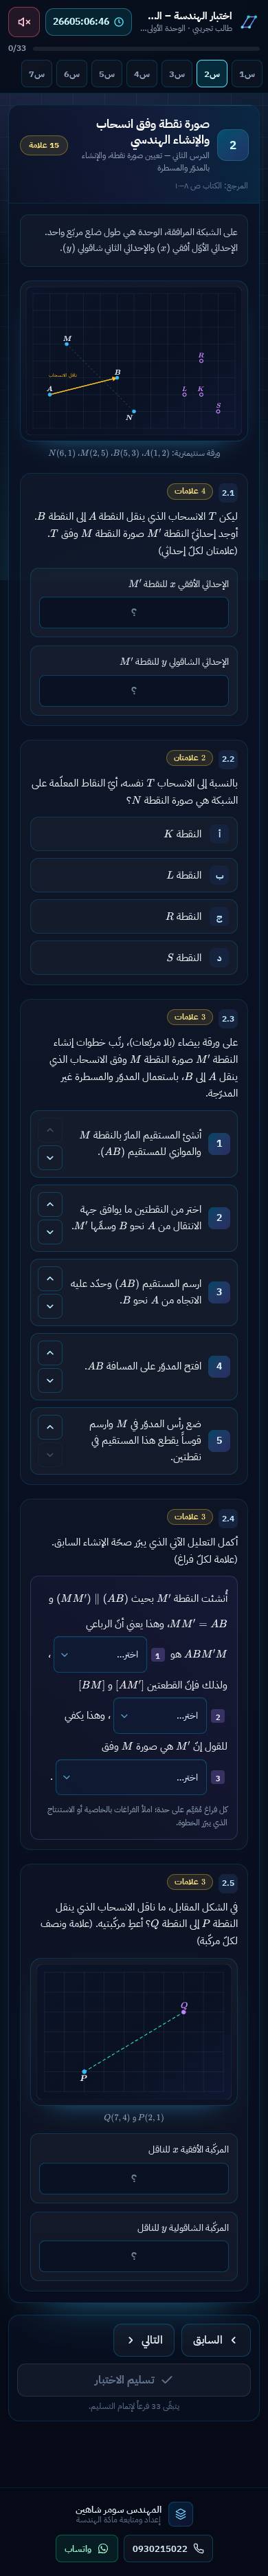 اختبار الهندسة – الـ...
طالب تجريبي · الوحدة الأولى...
26605:06:46
0/33
س1
س2
س3
س4
س5
س6
س7
2
صورة نقطة وفق انسحاب والإنشاء الهندسي
الدرس الثاني — تعيين صورة نقطة، والإنشاء بالمدوّر والمسطرة
15 علامة
المرجع: الكتاب ص ٨–١٠
على الشبكة المرافقة، الوحدة هي طول ضلع مربّع واحد.
الإحداثي الأوّل أفقي (x) والإحداثي الثاني شاقولي (y).
M
R
ناقل الانسحاب
B
A
L
K
N
S
ورقة سنتيمترية: A(1, 2)، B(5, 3)، M(2, 5)، N(6, 1)
2.1
4 علامات
ليكن T الانسحاب الذي ينقل النقطة A إلى النقطة B.
أوجد إحداثيّ النقطة M′ صورة النقطة M وفق T.
(علامتان لكلّ إحداثي)
الإحداثي الأفقي x للنقطة M′
؟
الإحداثي الشاقولي y للنقطة M′
؟
2.2
2 علامتان
بالنسبة إلى الانسحاب T نفسه، أيّ النقاط المعلّمة على
الشبكة هي صورة النقطة N؟
أ
النقطة K
ب
النقطة L
ج
النقطة R
د
النقطة S
2.3
3 علامات
على ورقة بيضاء (بلا مربّعات)، رتّب خطوات إنشاء
النقطة M′ صورة النقطة M وفق الانسحاب الذي
ينقل A إلى B، باستعمال المدوّر والمسطرة غير
المدرّجة.
1
أنشئ المستقيم المارّ بالنقطة M
والموازي للمستقيم (AB).
2
اختر من النقطتين ما يوافق جهة
الانتقال من A نحو B وسمِّها M′.
3
ارسم المستقيم (AB) وحدّد عليه
الاتجاه من A نحو B.
4
افتح المدوّر على المسافة AB.
5
ضع رأس المدوّر في M وارسم
قوساً يقطع هذا المستقيم في
نقطتين.
2.4
3 علامات
أكمل التعليل الآتي الذي يبرّر صحّة الإنشاء السابق.
(علامة لكلّ فراغ)
أُنشئت النقطة M′ بحيث (MM′) ∥ (AB) و
MM′ = AB، وهذا يعني أنّ الرباعي
ABM′M هو 1 اختر... ،
ولذلك فإنّ القطعتين [AM′] و [BM]
2 اختر... ، وهذا يكفي
للقول إنّ M′ هي صورة M وفق
3 اختر... .
كل فراغ مُقيَّم على حدة؛ املأ الفراغات بالخاصية أو الاستنتاج
الذي يبرّر الخطوة.
2.5
3 علامات
في الشكل المقابل، ما ناقل الانسحاب الذي ينقل
النقطة P إلى النقطة Q؟ أعطِ مركّبتيه. (علامة ونصف
لكلّ مركّبة)
Q
P
P(2, 1) و Q(7, 4)
المركّبة الأفقية x للناقل
؟
المركّبة الشاقولية y للناقل
؟
السابق
التالي
تسليم الاختبار
يتبقّى 33 فرعاً لإتمام التسليم.
المهندس سومر شاهين
إعداد ومتابعة مادّة الهندسة
0930215022
واتساب